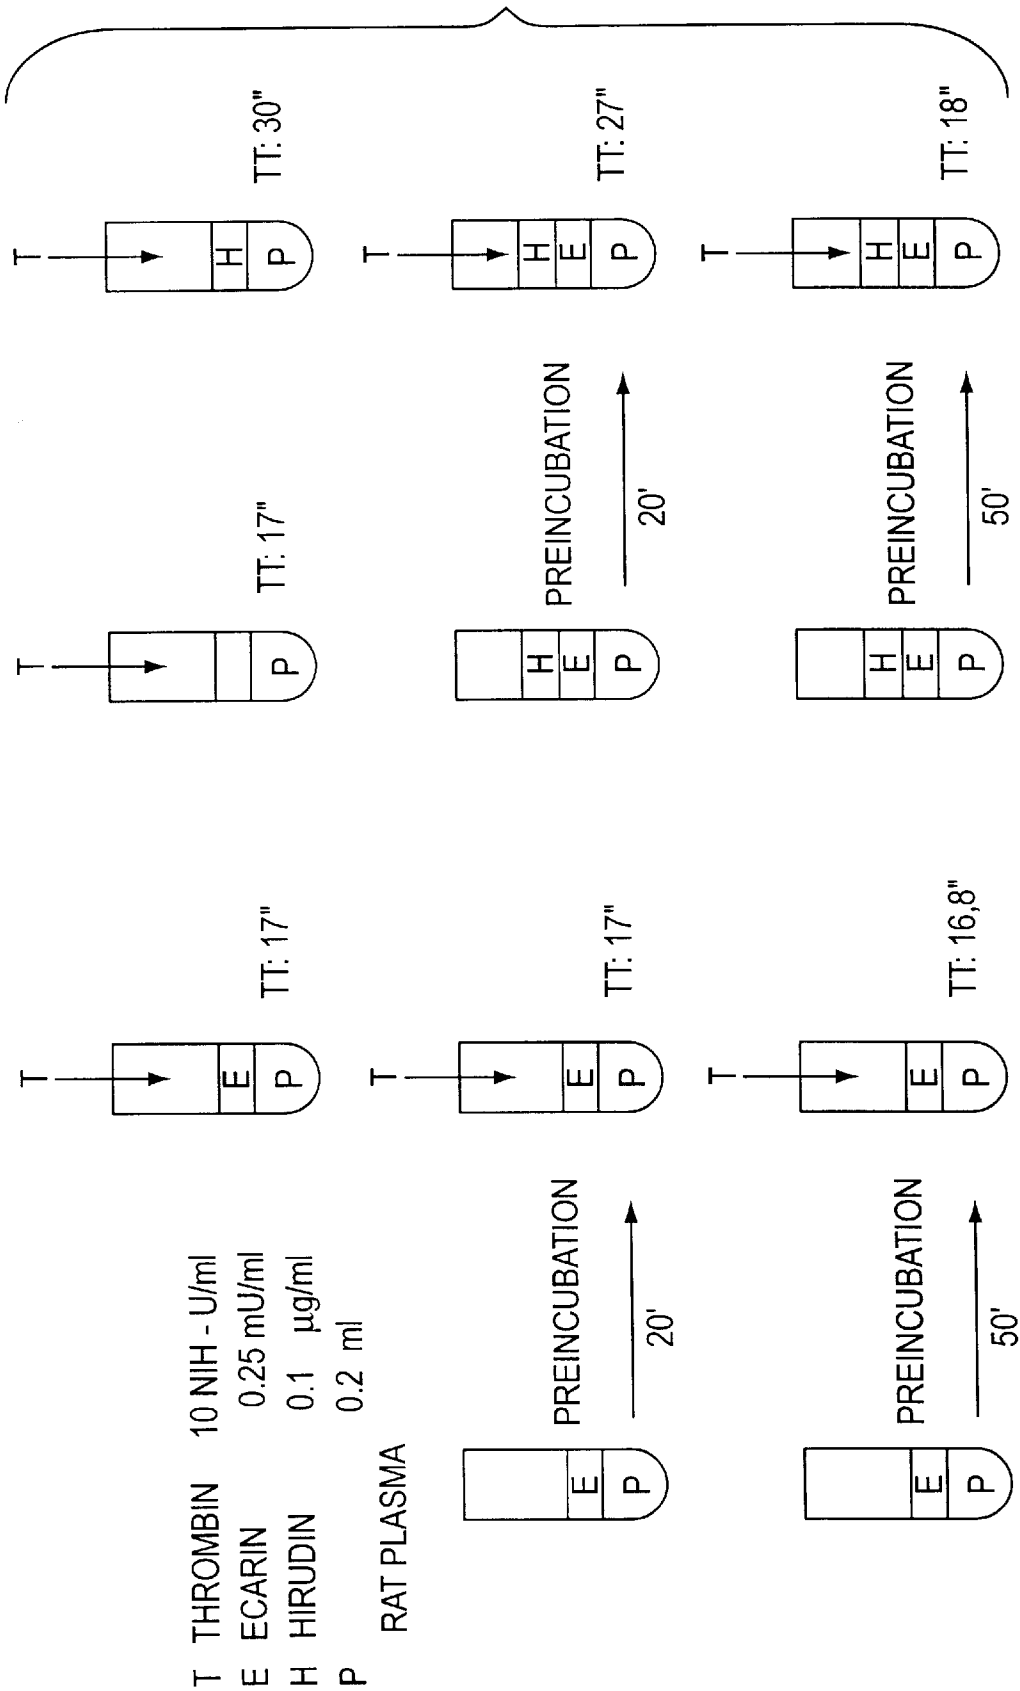 T THROMBIN 10 NIH - U/ml
E ECARIN 0.25 mU/ml
H HIRUDIN 0.1 µg/ml
P 0.2 ml
RAT PLASMA
T
E
P
TT: 17"
T
P
TT: 17"
T
H
P
TT: 30"
E
P
PREINCUBATION
20'
T
E
P
TT: 17"
H
E
P
PREINCUBATION
20'
T
H
E
P
TT: 27"
E
P
PREINCUBATION
50'
T
E
P
TT: 16,8"
H
E
P
PREINCUBATION
50'
T
H
E
P
TT: 18"